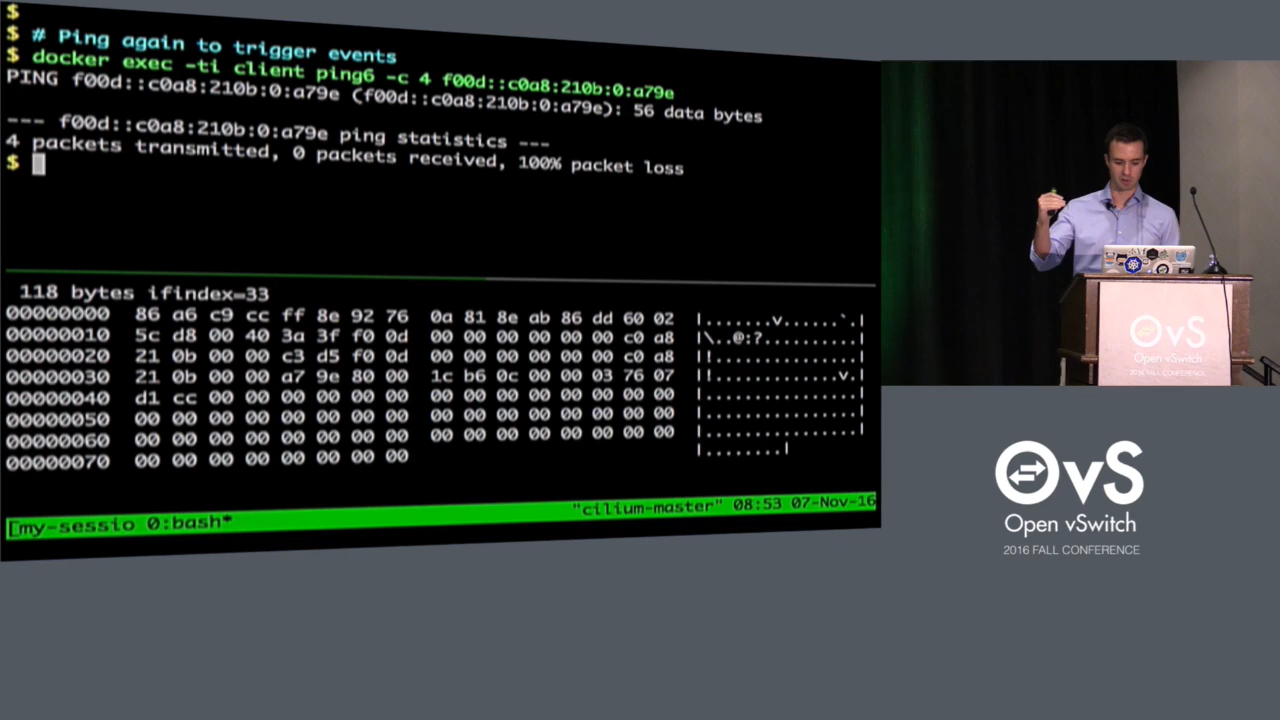 $
$ # Ping again to trigger events
$ docker exec -ti client ping6 -c 4 f00d::c0a8:210b:0:a79e
PING f00d::c0a8:210b:0:a79e (f00d::c0a8:210b:0:a79e): 56 data bytes
--- f00d::c0a8:210b:0:a79e ping statistics ---
4 packets transmitted, 0 packets received, 100% packet loss
$
118 bytes ifindex=33
00000000 86 a6 c9 cc ff 8e 92 76 0a 81 8e ab 86 dd 60 02 |.......v......`.|
00000010 5c d8 00 40 3a 3f f0 0d 00 00 00 00 00 00 c0 a8 |\..@:?..........|
00000020 21 0b 00 00 c3 d5 f0 0d 00 00 00 00 00 00 c0 a8 |!...............|
00000030 21 0b 00 00 a7 9e 80 00 1c b6 0c 00 00 03 76 07 |!.............v.|
00000040 d1 cc 00 00 00 00 00 00 00 00 00 00 00 00 00 00 |................|
00000050 00 00 00 00 00 00 00 00 00 00 00 00 00 00 00 00 |................|
00000060 00 00 00 00 00 00 00 00 00 00 00 00 00 00 00 00 |................|
00000070 00 00 00 00 00 00 00 00 |........|
[my-sessio 0:bash* "cilium-master" 08:53 07-Nov-16
OvS
Open vSwitch
2016 FALL CONFERENCE
OvS
Open vSwitch
2016 FALL CONFERENCE